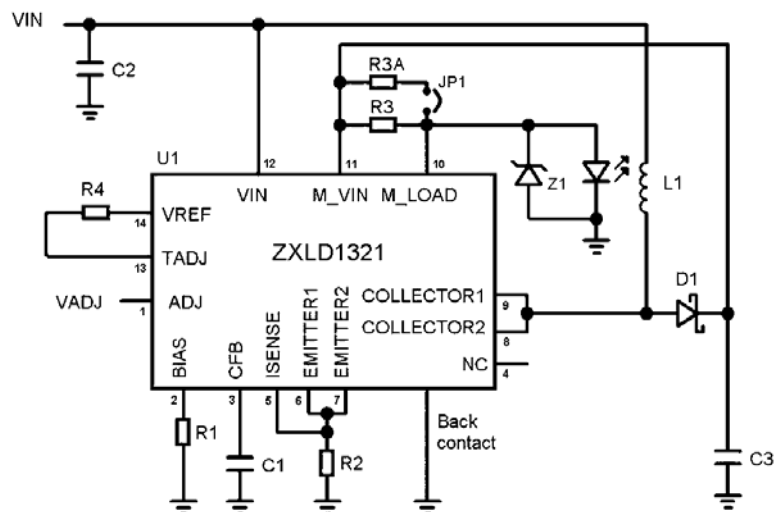 VIN
C2
R3A
JP1
R3
U1
12
11
10
Z1
L1
R4
VIN
M_VIN
M_LOAD
14
VREF
ZXLD1321
13
TADJ
D1
VADJ
1
ADJ
COLLECTOR1
9
COLLECTOR2
8
BIAS
CFB
ISENSE
EMITTER1
EMITTER2
NC
4
2
3
5
6
7
R1
C1
R2
Back
contact
C3